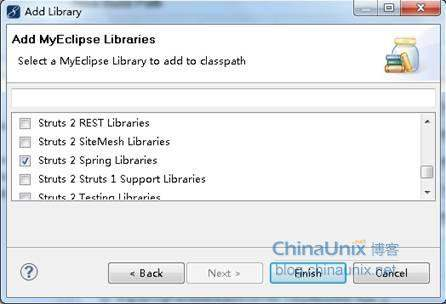 Add Library
Add MyEclipse Libraries
Select a MyEclipse Library to add to classpath
Struts 2 REST Libraries
Struts 2 SiteMesh Libraries
Struts 2 Spring Libraries
Struts 2 Struts 1 Support Libraries
Struts 2 Testing Libraries
ChinaUnix 博客
blog.chinaunix.net
< Back
Next >
Finish
Cancel